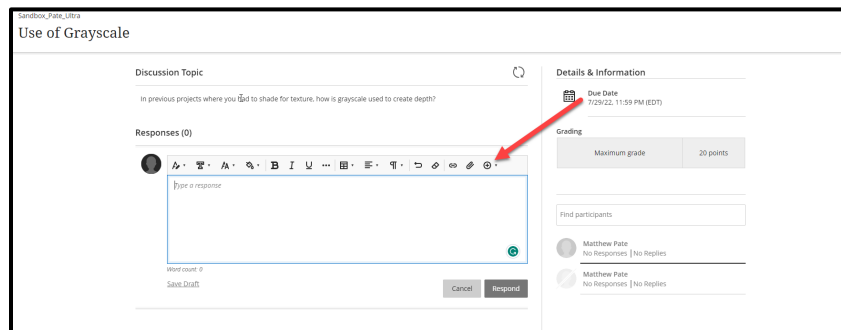 Sandbox_Pate_Ultra
Use of Grayscale
Discussion Topic
In previous projects where you had to shade for texture, how is grayscale used to create depth?
Responses (0)
B I U
Type a response
Word count: 0
Save Draft
Cancel
Respond
Details & Information
Due Date
7/29/22, 11:59 PM (EDT)
Grading
Maximum grade
20 points
Find participants
Matthew Pate
No Responses | No Replies
Matthew Pate
No Responses | No Replies